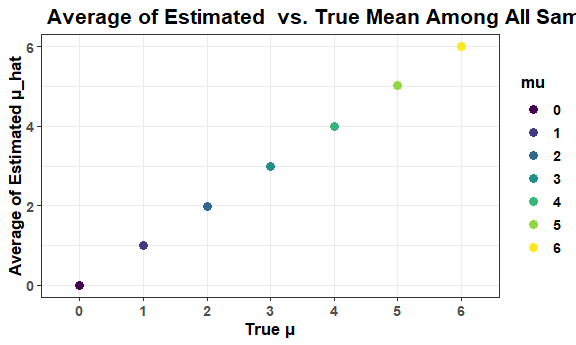 Average of Estimated  vs. True Mean Among All Sam
Average of Estimated μ_hat
6
4
2
0
0 1 2 3 4 5 6
True μ
mu
0
1
2
3
4
5
6